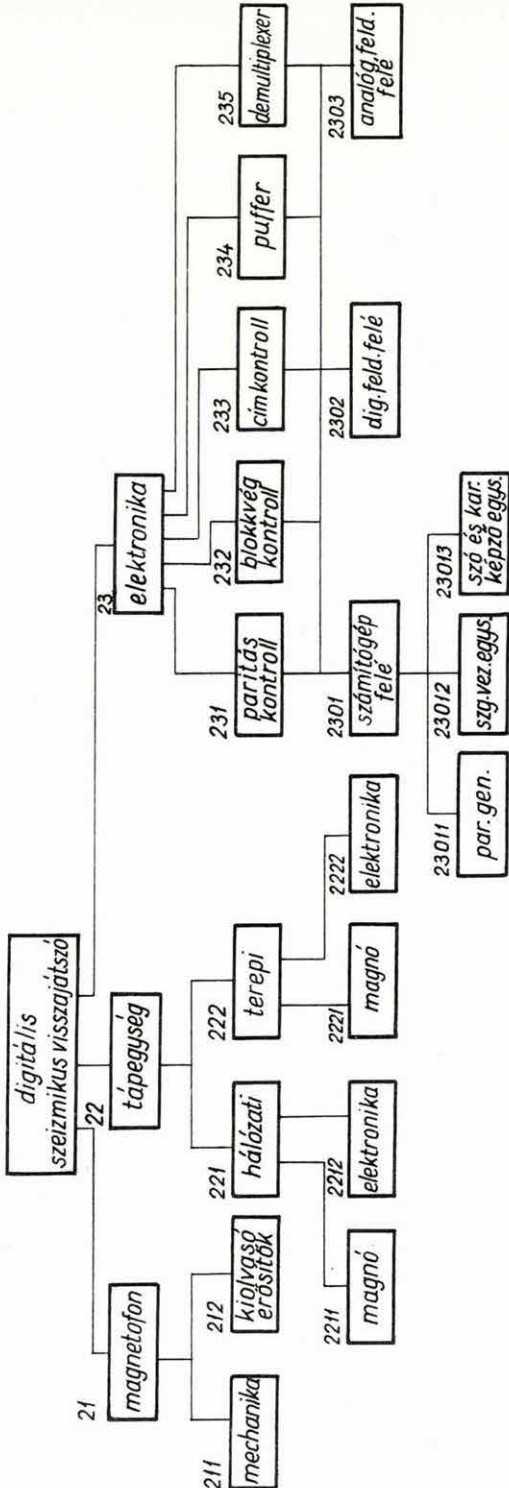 digitális
szeizmikus visszajátszó
21
magnetofon
22
tápegység
23
elektronika
211
mechanika
212
kiolvasó
erősítők
221
hálózati
222
terepi
231
paritás
kontroll
232
blokkvég
kontroll
233
címkontroll
234
puffer
235
demultiplexer
2211
magnó
2212
elektronika
2221
magnó
2222
elektronika
2301
számítógép
felé
2302
dig.feld.felé
2303
analóg.feld.
felé
23011
par.gen.
23012
szg.vez.egys.
23013
szó és kar.
képző egys.